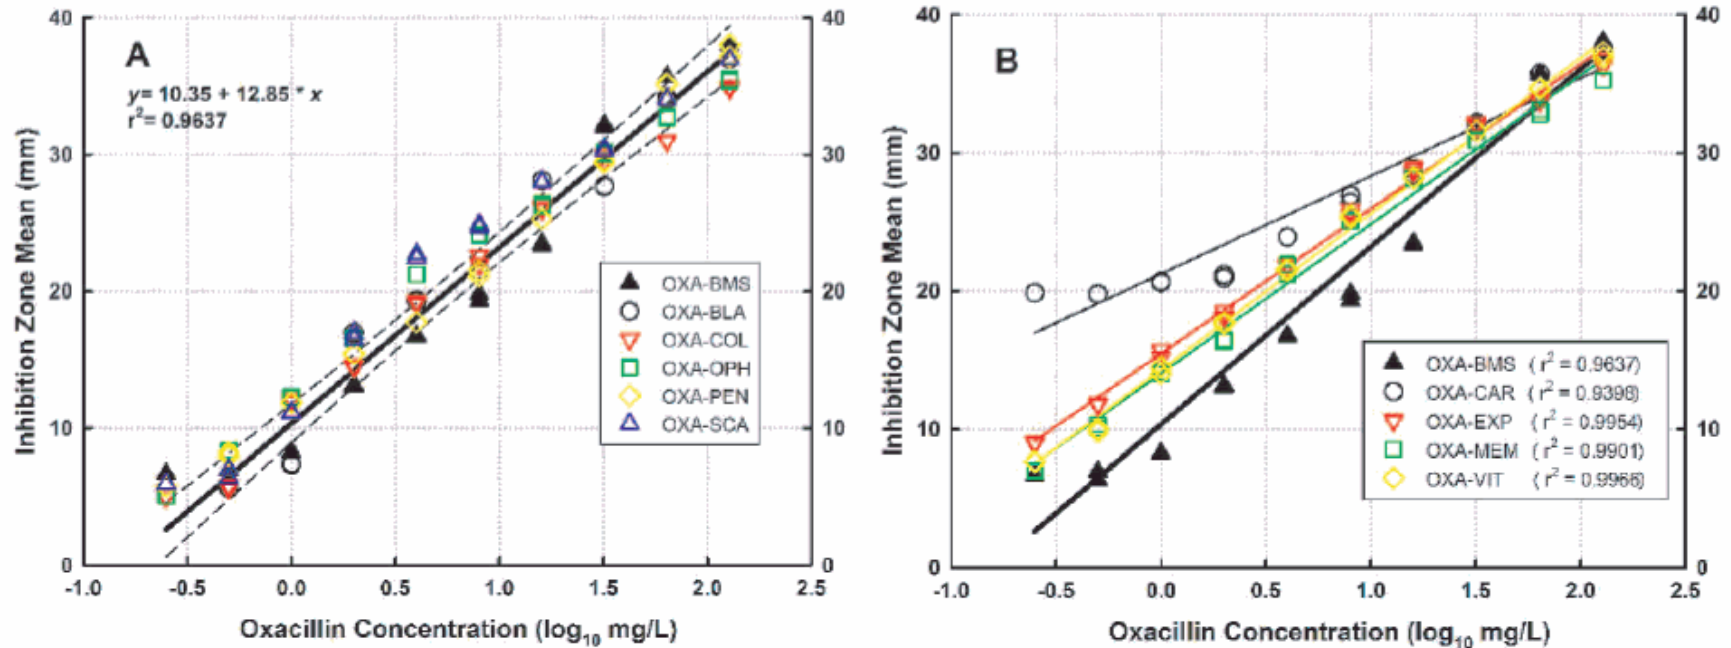 A
y= 10.35 + 12.85 * x
r²= 0.9637
Inhibition Zone Mean (mm)
40
30
20
10
0
40
30
20
10
0
OXA-BMS
OXA-BLA
OXA-COL
OXA-OPH
OXA-PEN
OXA-SCA
-1.0 -0.5 0.0 0.5 1.0 1.5 2.0 2.5
Oxacillin Concentration (log₁₀ mg/L)
B
Inhibition Zone Mean (mm)
40
30
20
10
0
40
30
20
10
0
OXA-BMS ( r² = 0.9637)
OXA-CAR ( r² = 0.9398)
OXA-EXP ( r² = 0.9954)
OXA-MEM ( r² = 0.9901)
OXA-VIT ( r² = 0.9966)
-1.0 -0.5 0.0 0.5 1.0 1.5 2.0 2.5
Oxacillin Concentration (log₁₀ mg/L)